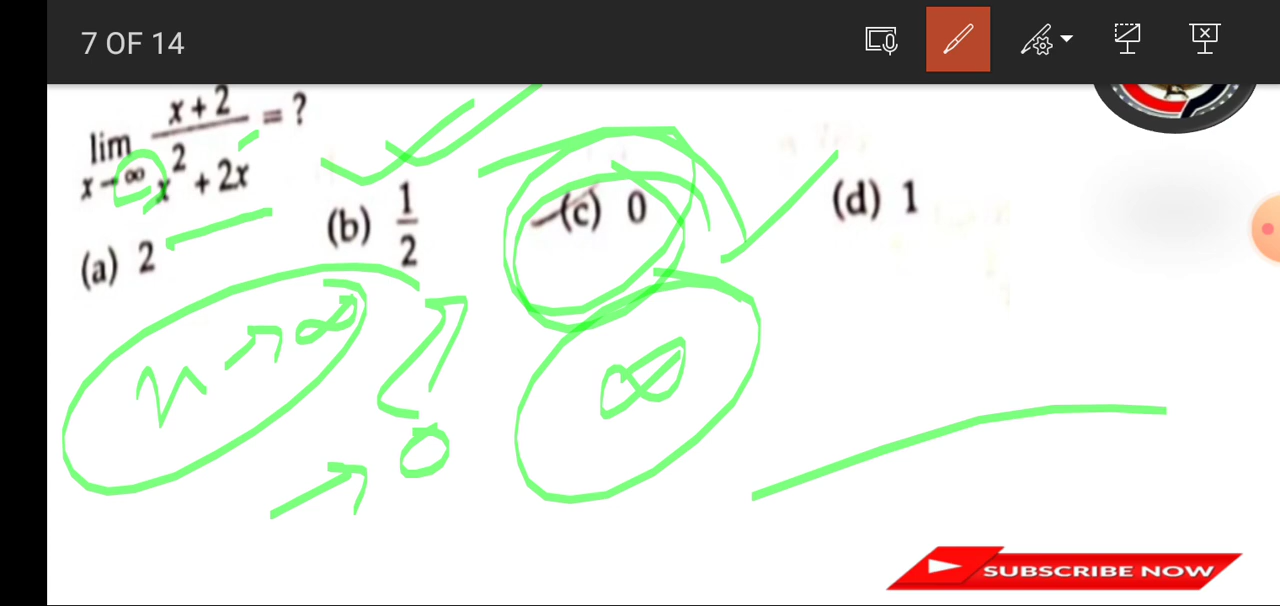 7 OF 14
lim x→∞ x + 2 / x² + 2x = ?
(a) 2 (b) 1/2 (c) 0 (d) 1
x → ∞
∞
→ 0
SUBSCRIBE NOW